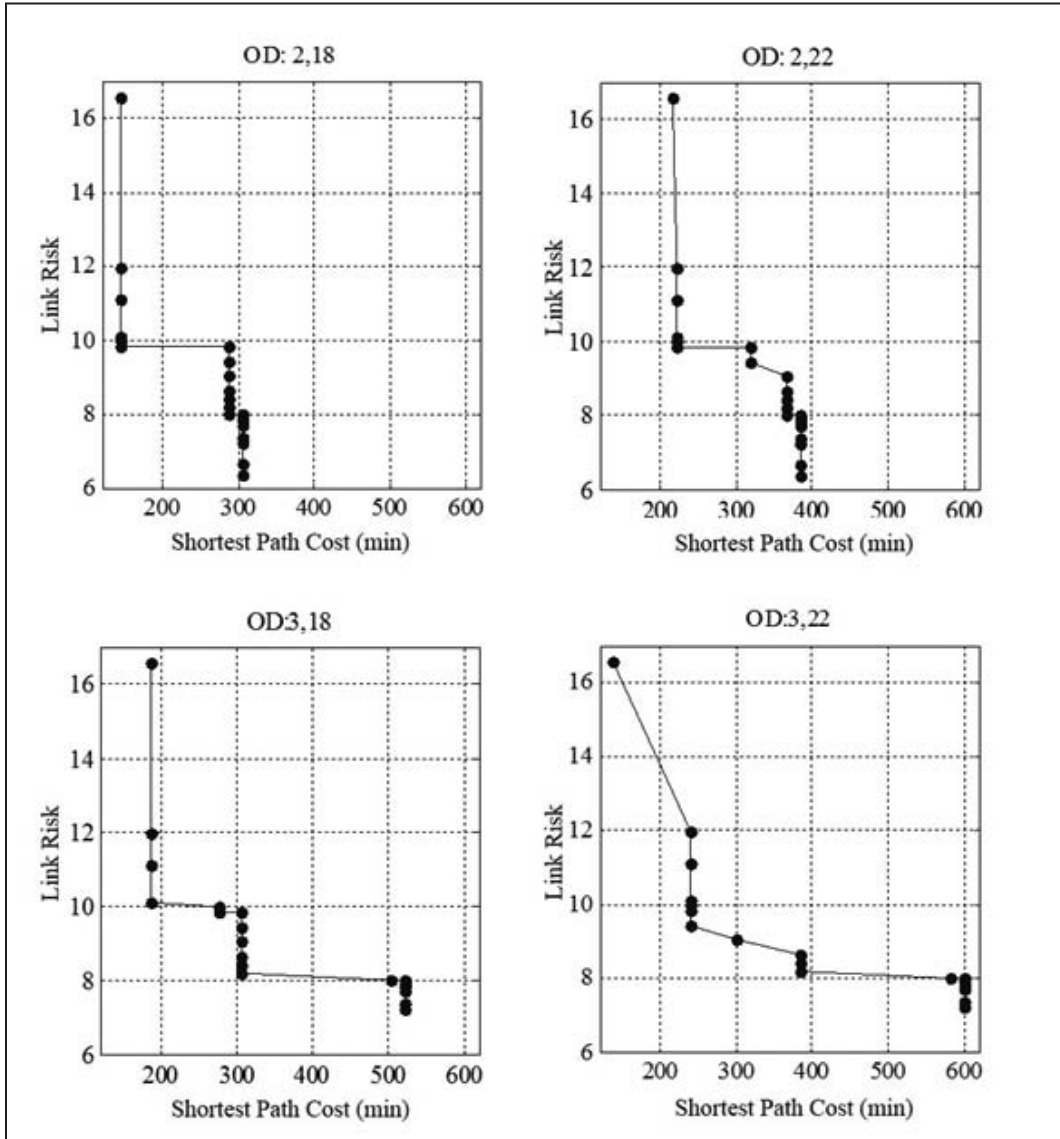 OD: 2,18
16
14
12
10
8
6
Link Risk
200 300 400 500 600
Shortest Path Cost (min)
OD: 2,22
16
14
12
10
8
6
Link Risk
200 300 400 500 600
Shortest Path Cost (min)
OD:3,18
16
14
12
10
8
6
Link Risk
200 300 400 500 600
Shortest Path Cost (min)
OD:3,22
16
14
12
10
8
6
Link Risk
200 300 400 500 600
Shortest Path Cost (min)